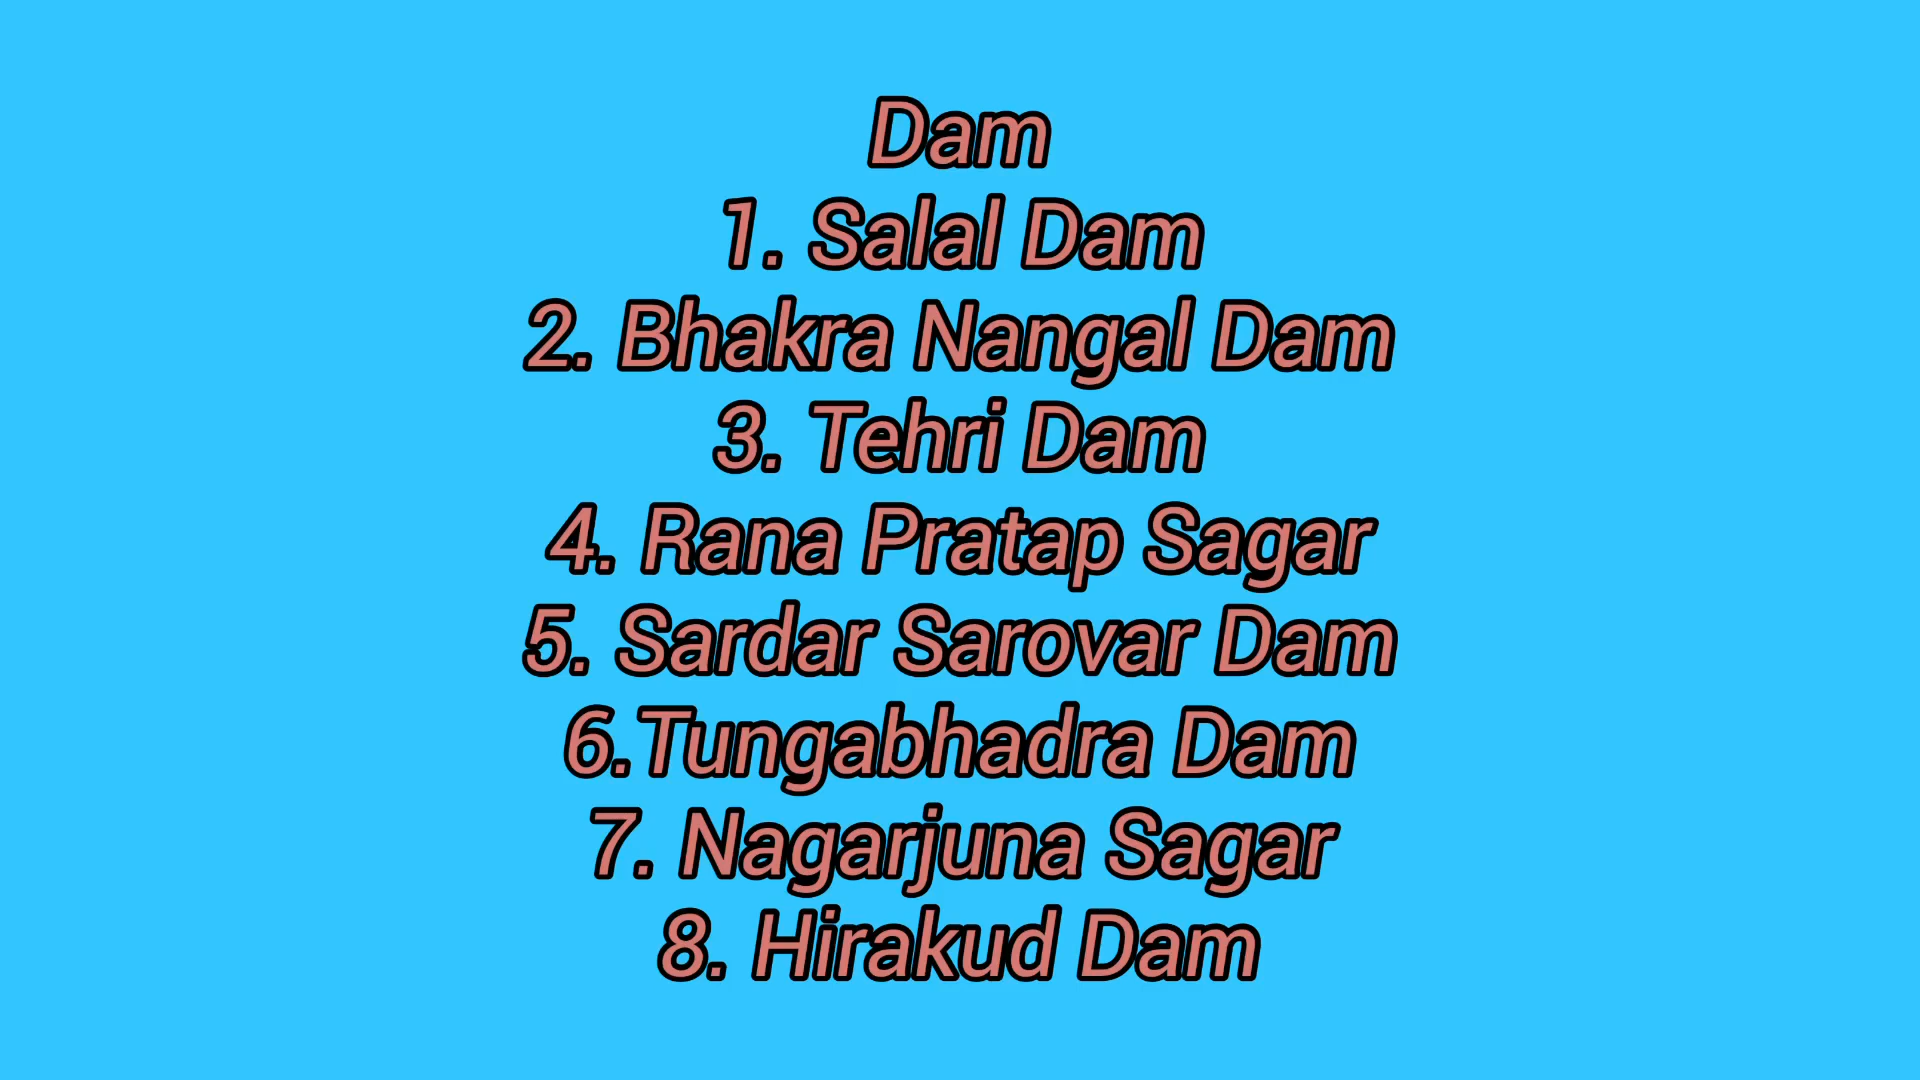 Dam
1. Salal Dam
2. Bhakra Nangal Dam
3. Tehri Dam
4. Rana Pratap Sagar
5. Sardar Sarovar Dam
6.Tungabhadra Dam
7. Nagarjuna Sagar
8. Hirakud Dam